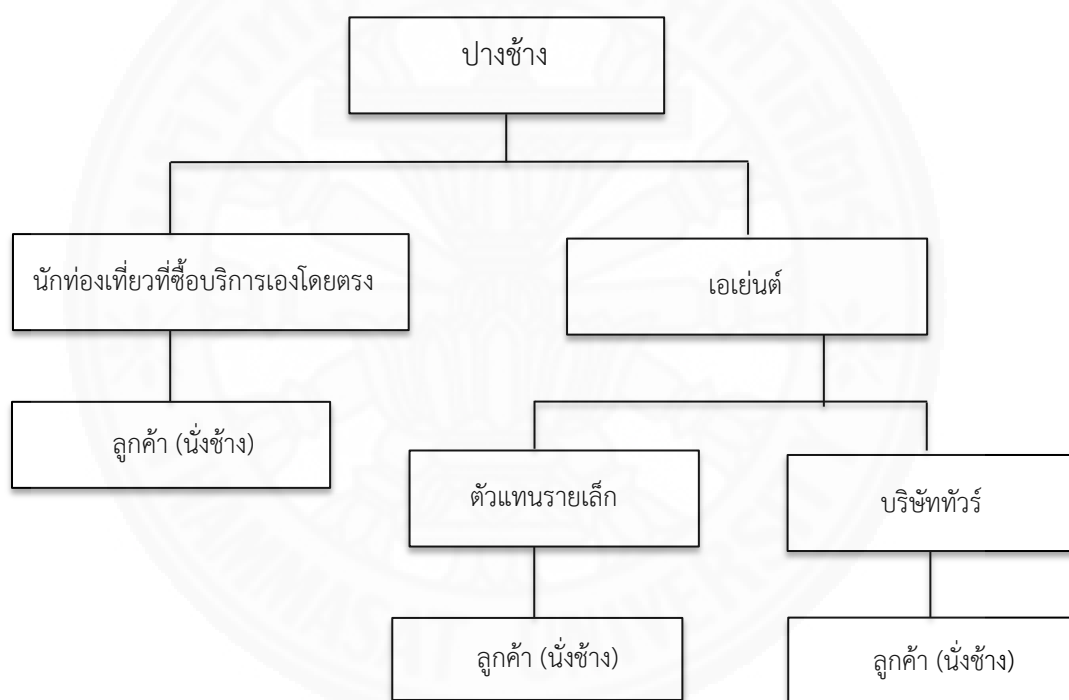 ปางช้าง
นักท่องเที่ยวที่ซื้อบริการเองโดยตรง
เอเย่นต์
ลูกค้า (นั่งช้าง)
ตัวแทนรายเล็ก
บริษัททัวร์
ลูกค้า (นั่งช้าง)
ลูกค้า (นั่งช้าง)